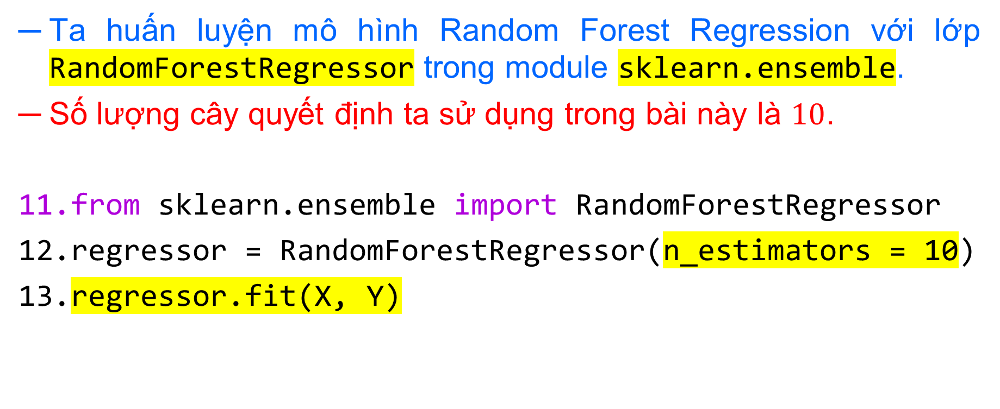 — Ta huấn luyện mô hình Random Forest Regression với lớp
RandomForestRegressor trong module sklearn.ensemble.
— Số lượng cây quyết định ta sử dụng trong bài này là 10.
11.from sklearn.ensemble import RandomForestRegressor
12.regressor = RandomForestRegressor(n_estimators = 10)
13.regressor.fit(X, Y)